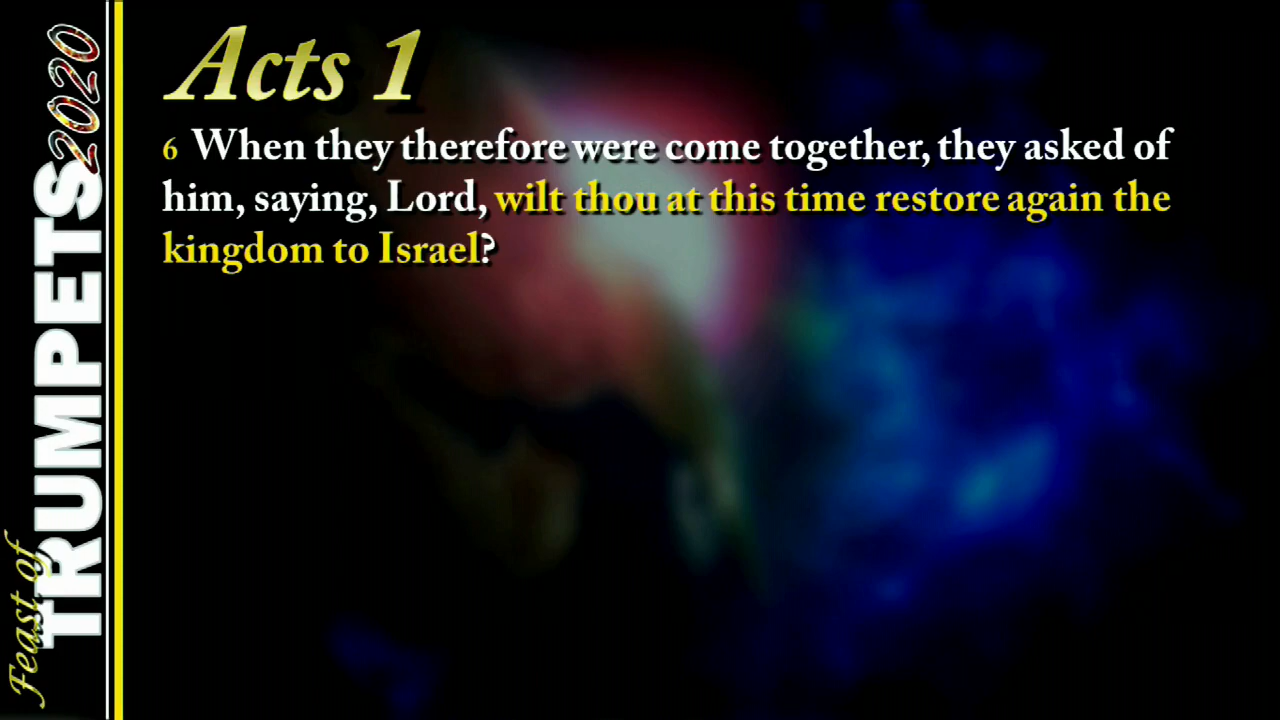 Acts 1
6 When they therefore were come together, they asked of
him, saying, Lord, wilt thou at this time restore again the
kingdom to Israel?
Feast of
TRUMPETS 2020